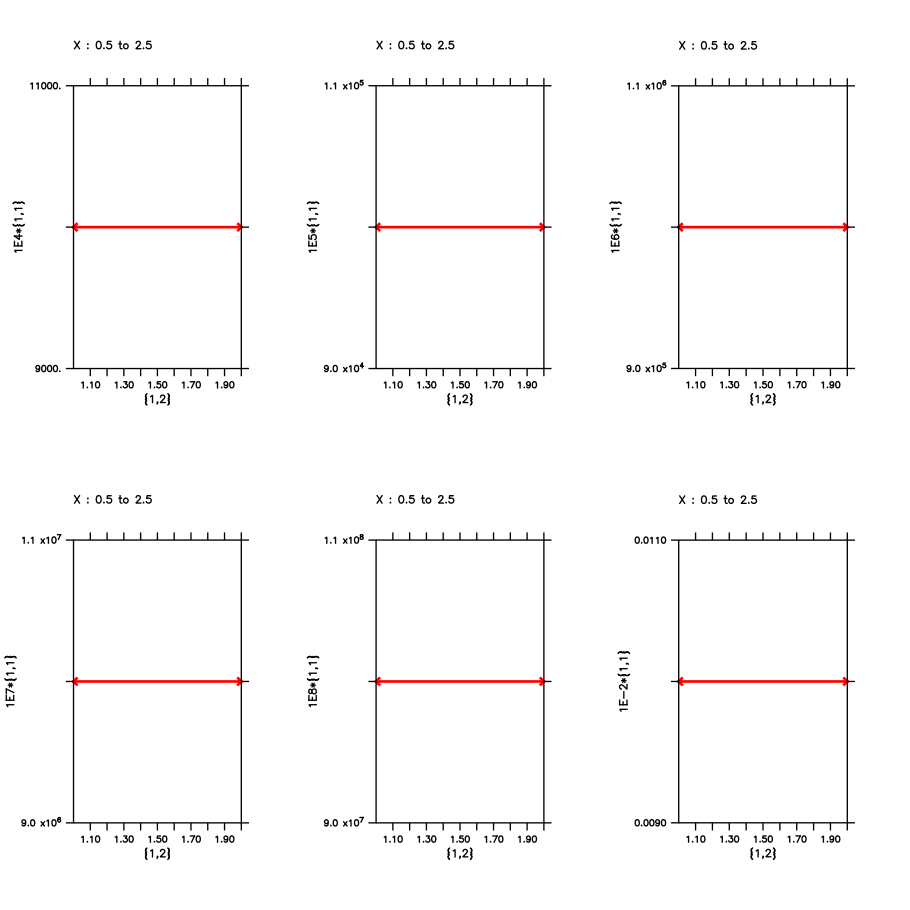 X : 0.5 to 2.5
11000.
1E4*{1,1}
9000.
1.10 1.30 1.50 1.70 1.90
{1,2}
X : 0.5 to 2.5
1.1 x10⁵
1E5*{1,1}
9.0 x10⁴
1.10 1.30 1.50 1.70 1.90
{1,2}
X : 0.5 to 2.5
1.1 x10⁶
1E6*{1,1}
9.0 x10⁵
1.10 1.30 1.50 1.70 1.90
{1,2}
X : 0.5 to 2.5
1.1 x10⁷
1E7*{1,1}
9.0 x10⁶
1.10 1.30 1.50 1.70 1.90
{1,2}
X : 0.5 to 2.5
1.1 x10⁸
1E8*{1,1}
9.0 x10⁷
1.10 1.30 1.50 1.70 1.90
{1,2}
X : 0.5 to 2.5
0.0110
1E−2*{1,1}
0.0090
1.10 1.30 1.50 1.70 1.90
{1,2}